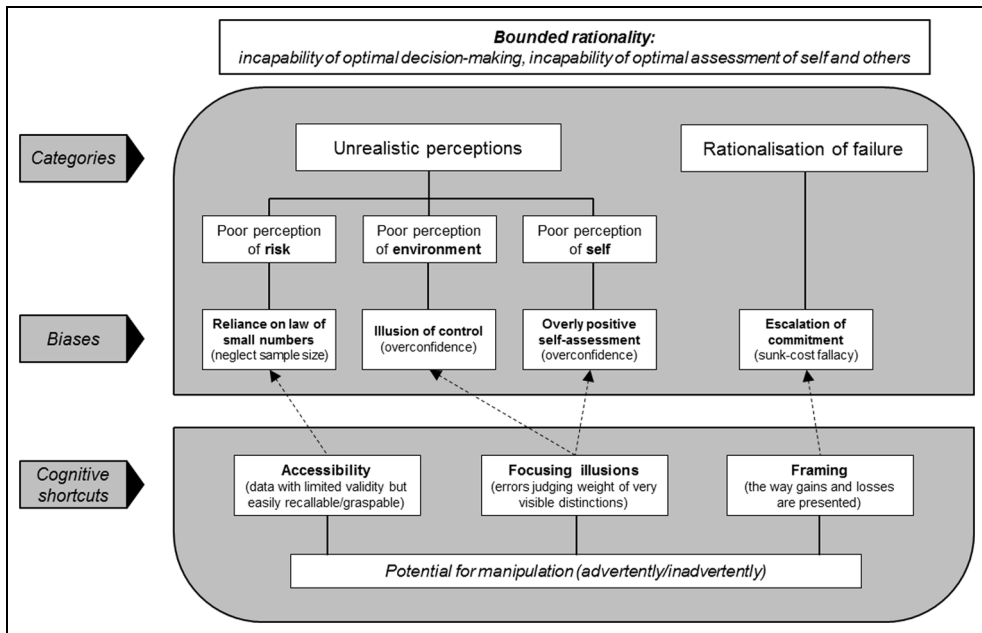 Bounded rationality:
incapability of optimal decision-making, incapability of optimal assessment of self and others
Categories
Unrealistic perceptions
Rationalisation of failure
Poor perception
of risk
Poor perception
of environment
Poor perception
of self
Biases
Reliance on law of
small numbers
(neglect sample size)
Illusion of control
(overconfidence)
Overly positive
self-assessment
(overconfidence)
Escalation of
commitment
(sunk-cost fallacy)
Cognitive
shortcuts
Accessibility
(data with limited validity but
easily recallable/graspable)
Focusing illusions
(errors judging weight of very
visible distinctions)
Framing
(the way gains and losses
are presented)
Potential for manipulation (advertently/inadvertently)